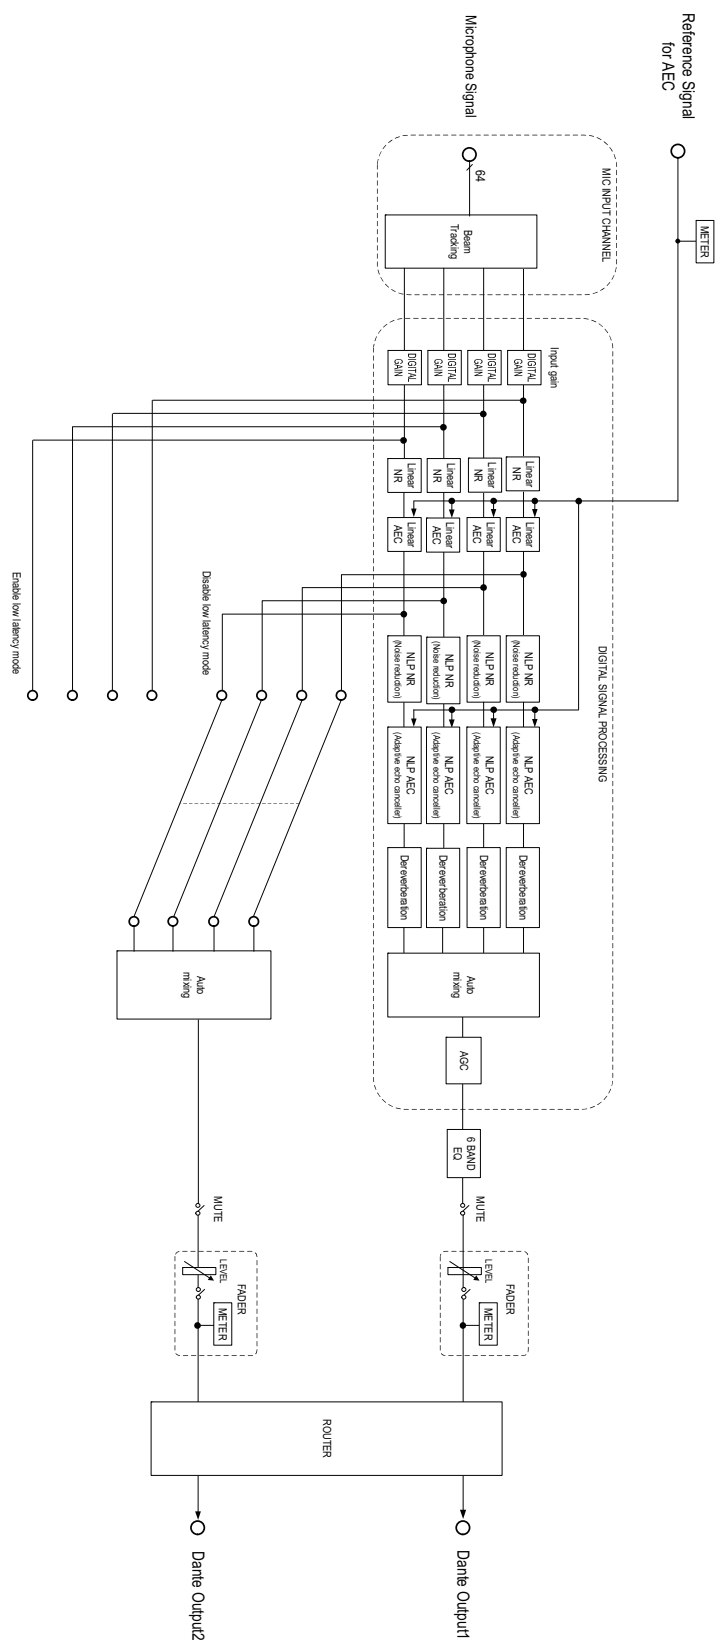 Reference Signal
for AEC
METER
Microphone Signal
MIC INPUT CHANNEL
64
Beam
Tracking
DIGITAL SIGNAL PROCESSING
Input gain
DIGITAL
GAIN
DIGITAL
GAIN
DIGITAL
GAIN
DIGITAL
GAIN
Linear
NR
Linear
NR
Linear
NR
Linear
NR
Linear
AEC
Linear
AEC
Linear
AEC
Linear
AEC
NLP NR
(Noise reduction)
NLP NR
(Noise reduction)
NLP NR
(Noise reduction)
NLP NR
(Noise reduction)
NLP AEC
(Adaptive echo canceller)
NLP AEC
(Adaptive echo canceller)
NLP AEC
(Adaptive echo canceller)
NLP AEC
(Adaptive echo canceller)
Dereverberation
Dereverberation
Dereverberation
Dereverberation
Auto
mixing
AGC
6 BAND
EQ
MUTE
FADER
LEVEL
METER
Disable low latency mode
Enable low latency mode
Auto
mixing
MUTE
FADER
LEVEL
METER
ROUTER
Dante Output1
Dante Output2